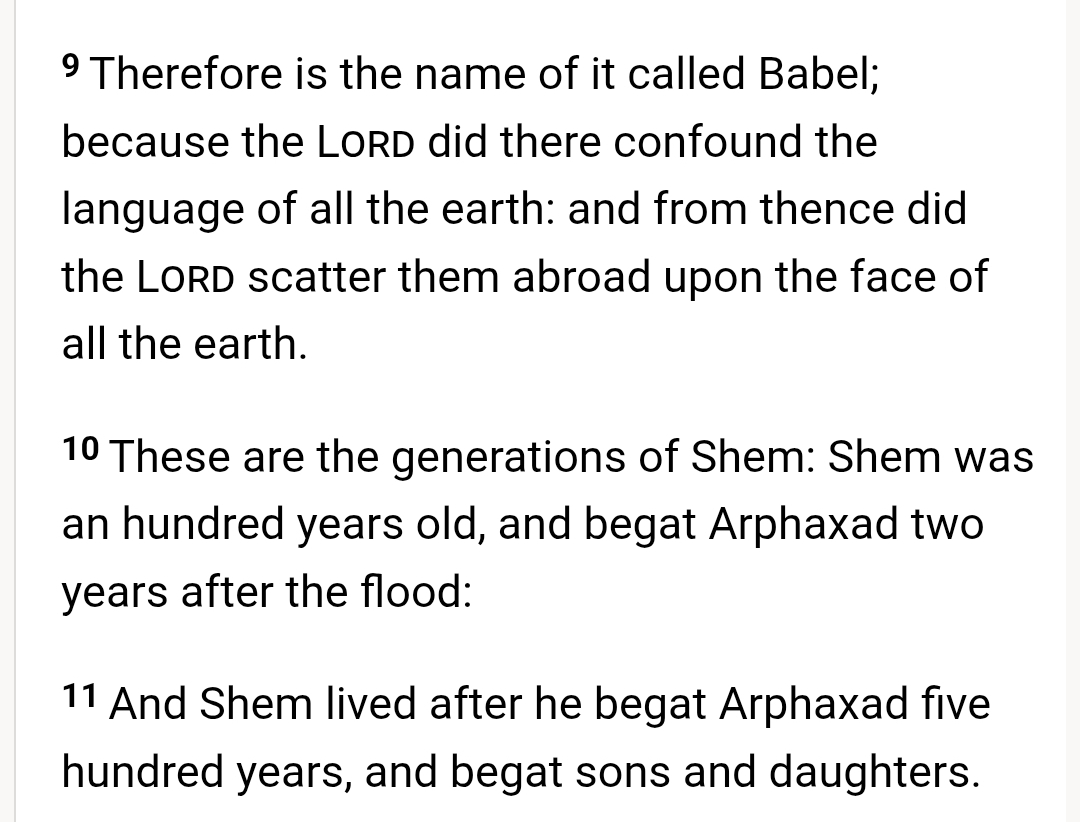 9 Therefore is the name of it called Babel;
because the LORD did there confound the
language of all the earth: and from thence did
the LORD scatter them abroad upon the face of
all the earth.
10 These are the generations of Shem: Shem was
an hundred years old, and begat Arphaxad two
years after the flood:
11 And Shem lived after he begat Arphaxad five
hundred years, and begat sons and daughters.